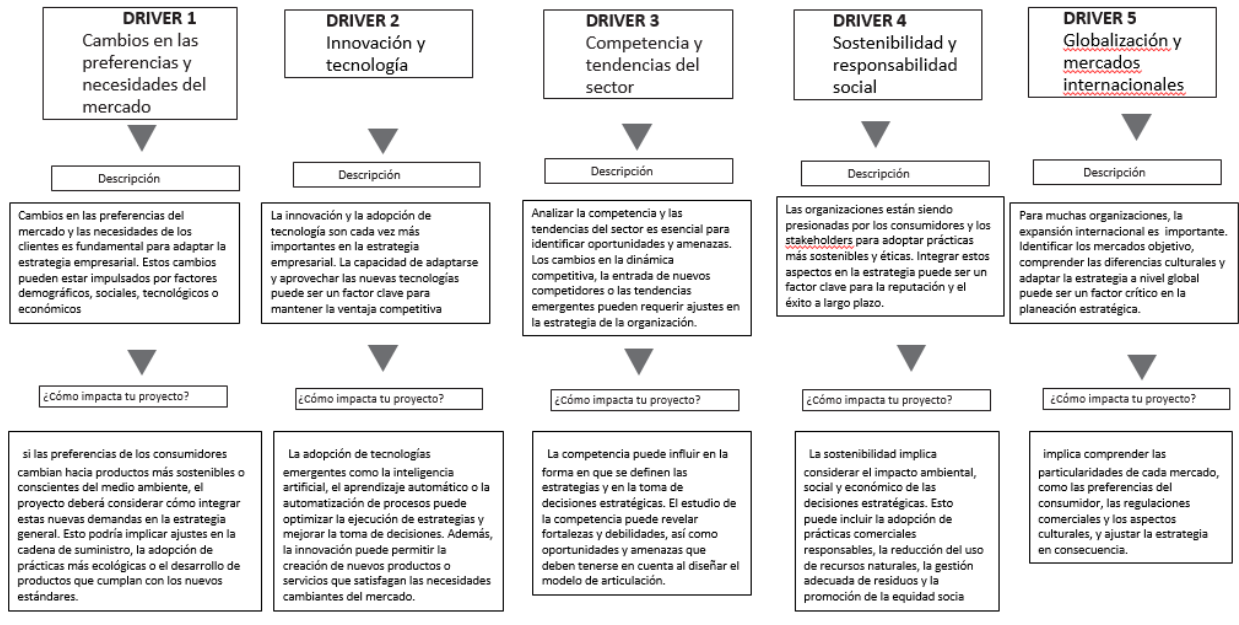 DRIVER 1
Cambios en las
preferencias y
necesidades del
mercado
Descripción
Cambios en las preferencias del
mercado y las necesidades de los
clientes es fundamental para adaptar la
estrategia empresarial. Estos cambios
pueden estar impulsados por factores
demográficos, sociales, tecnológicos o
económicos
¿Cómo impacta tu proyecto?
si las preferencias de los consumidores
cambian hacia productos más sostenibles o
conscientes del medio ambiente, el
proyecto deberá considerar cómo integrar
estas nuevas demandas en la estrategia
general. Esto podría implicar ajustes en la
cadena de suministro, la adopción de
prácticas más ecológicas o el desarrollo de
productos que cumplan con los nuevos
estándares.
DRIVER 2
Innovación y
tecnología
Descripción
La innovación y la adopción de
tecnología son cada vez más
importantes en la estrategia
empresarial. La capacidad de adaptarse
y aprovechar las nuevas tecnologías
puede ser un factor clave para
mantener la ventaja competitiva
¿Cómo impacta tu proyecto?
La adopción de tecnologías
emergentes como la inteligencia
artificial, el aprendizaje automático o la
automatización de procesos puede
optimizar la ejecución de estrategias y
mejorar la toma de decisiones. Además,
la innovación puede permitir la
creación de nuevos productos o
servicios que satisfagan las necesidades
cambiantes del mercado.
DRIVER 3
Competencia y
tendencias del
sector
Descripción
Analizar la competencia y las
tendencias del sector es esencial para
identificar oportunidades y amenazas.
Los cambios en la dinámica
competitiva, la entrada de nuevos
competidores o las tendencias
emergentes pueden requerir ajustes en
la estrategia de la organización.
¿Cómo impacta tu proyecto?
La competencia puede influir en la
forma en que se definen las
estrategias y en la toma de
decisiones estratégicas. El estudio de
la competencia puede revelar
fortalezas y debilidades, así como
oportunidades y amenazas que
deben tenerse en cuenta al diseñar el
modelo de articulación.
DRIVER 4
Sostenibilidad y
responsabilidad
social
Descripción
Las organizaciones están siendo
presionadas por los consumidores y los
stakeholders para adoptar prácticas
más sostenibles y éticas. Integrar estos
aspectos en la estrategia puede ser un
factor clave para la reputación y el
éxito a largo plazo.
¿Cómo impacta tu proyecto?
La sostenibilidad implica
considerar el impacto ambiental,
social y económico de las
decisiones estratégicas. Esto
puede incluir la adopción de
prácticas comerciales
responsables, la reducción del uso
de recursos naturales, la gestión
adecuada de residuos y la
promoción de la equidad socia
DRIVER 5
Globalización y
mercados
internacionales
Descripción
Para muchas organizaciones, la
expansión internacional es importante.
Identificar los mercados objetivo,
comprender las diferencias culturales y
adaptar la estrategia a nivel global
puede ser un factor crítico en la
planeación estratégica.
¿Cómo impacta tu proyecto?
implica comprender las
particularidades de cada mercado,
como las preferencias del
consumidor, las regulaciones
comerciales y los aspectos
culturales, y ajustar la estrategia
en consecuencia.